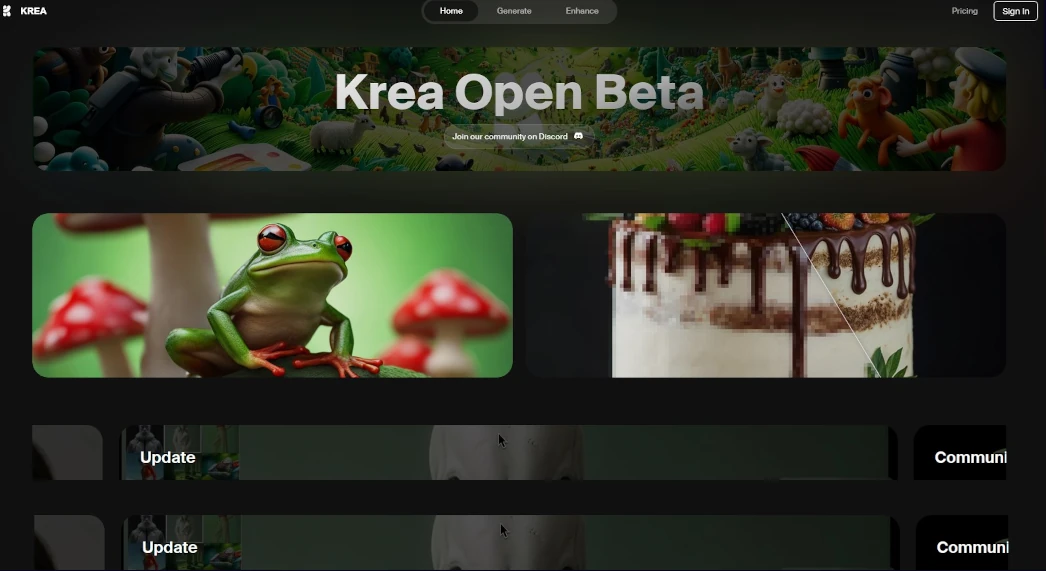 KREA
Home
Generate
Enhance
Pricing
Sign In
Krea Open Beta
Join our community on Discord
Update
Communi
Update
Communi